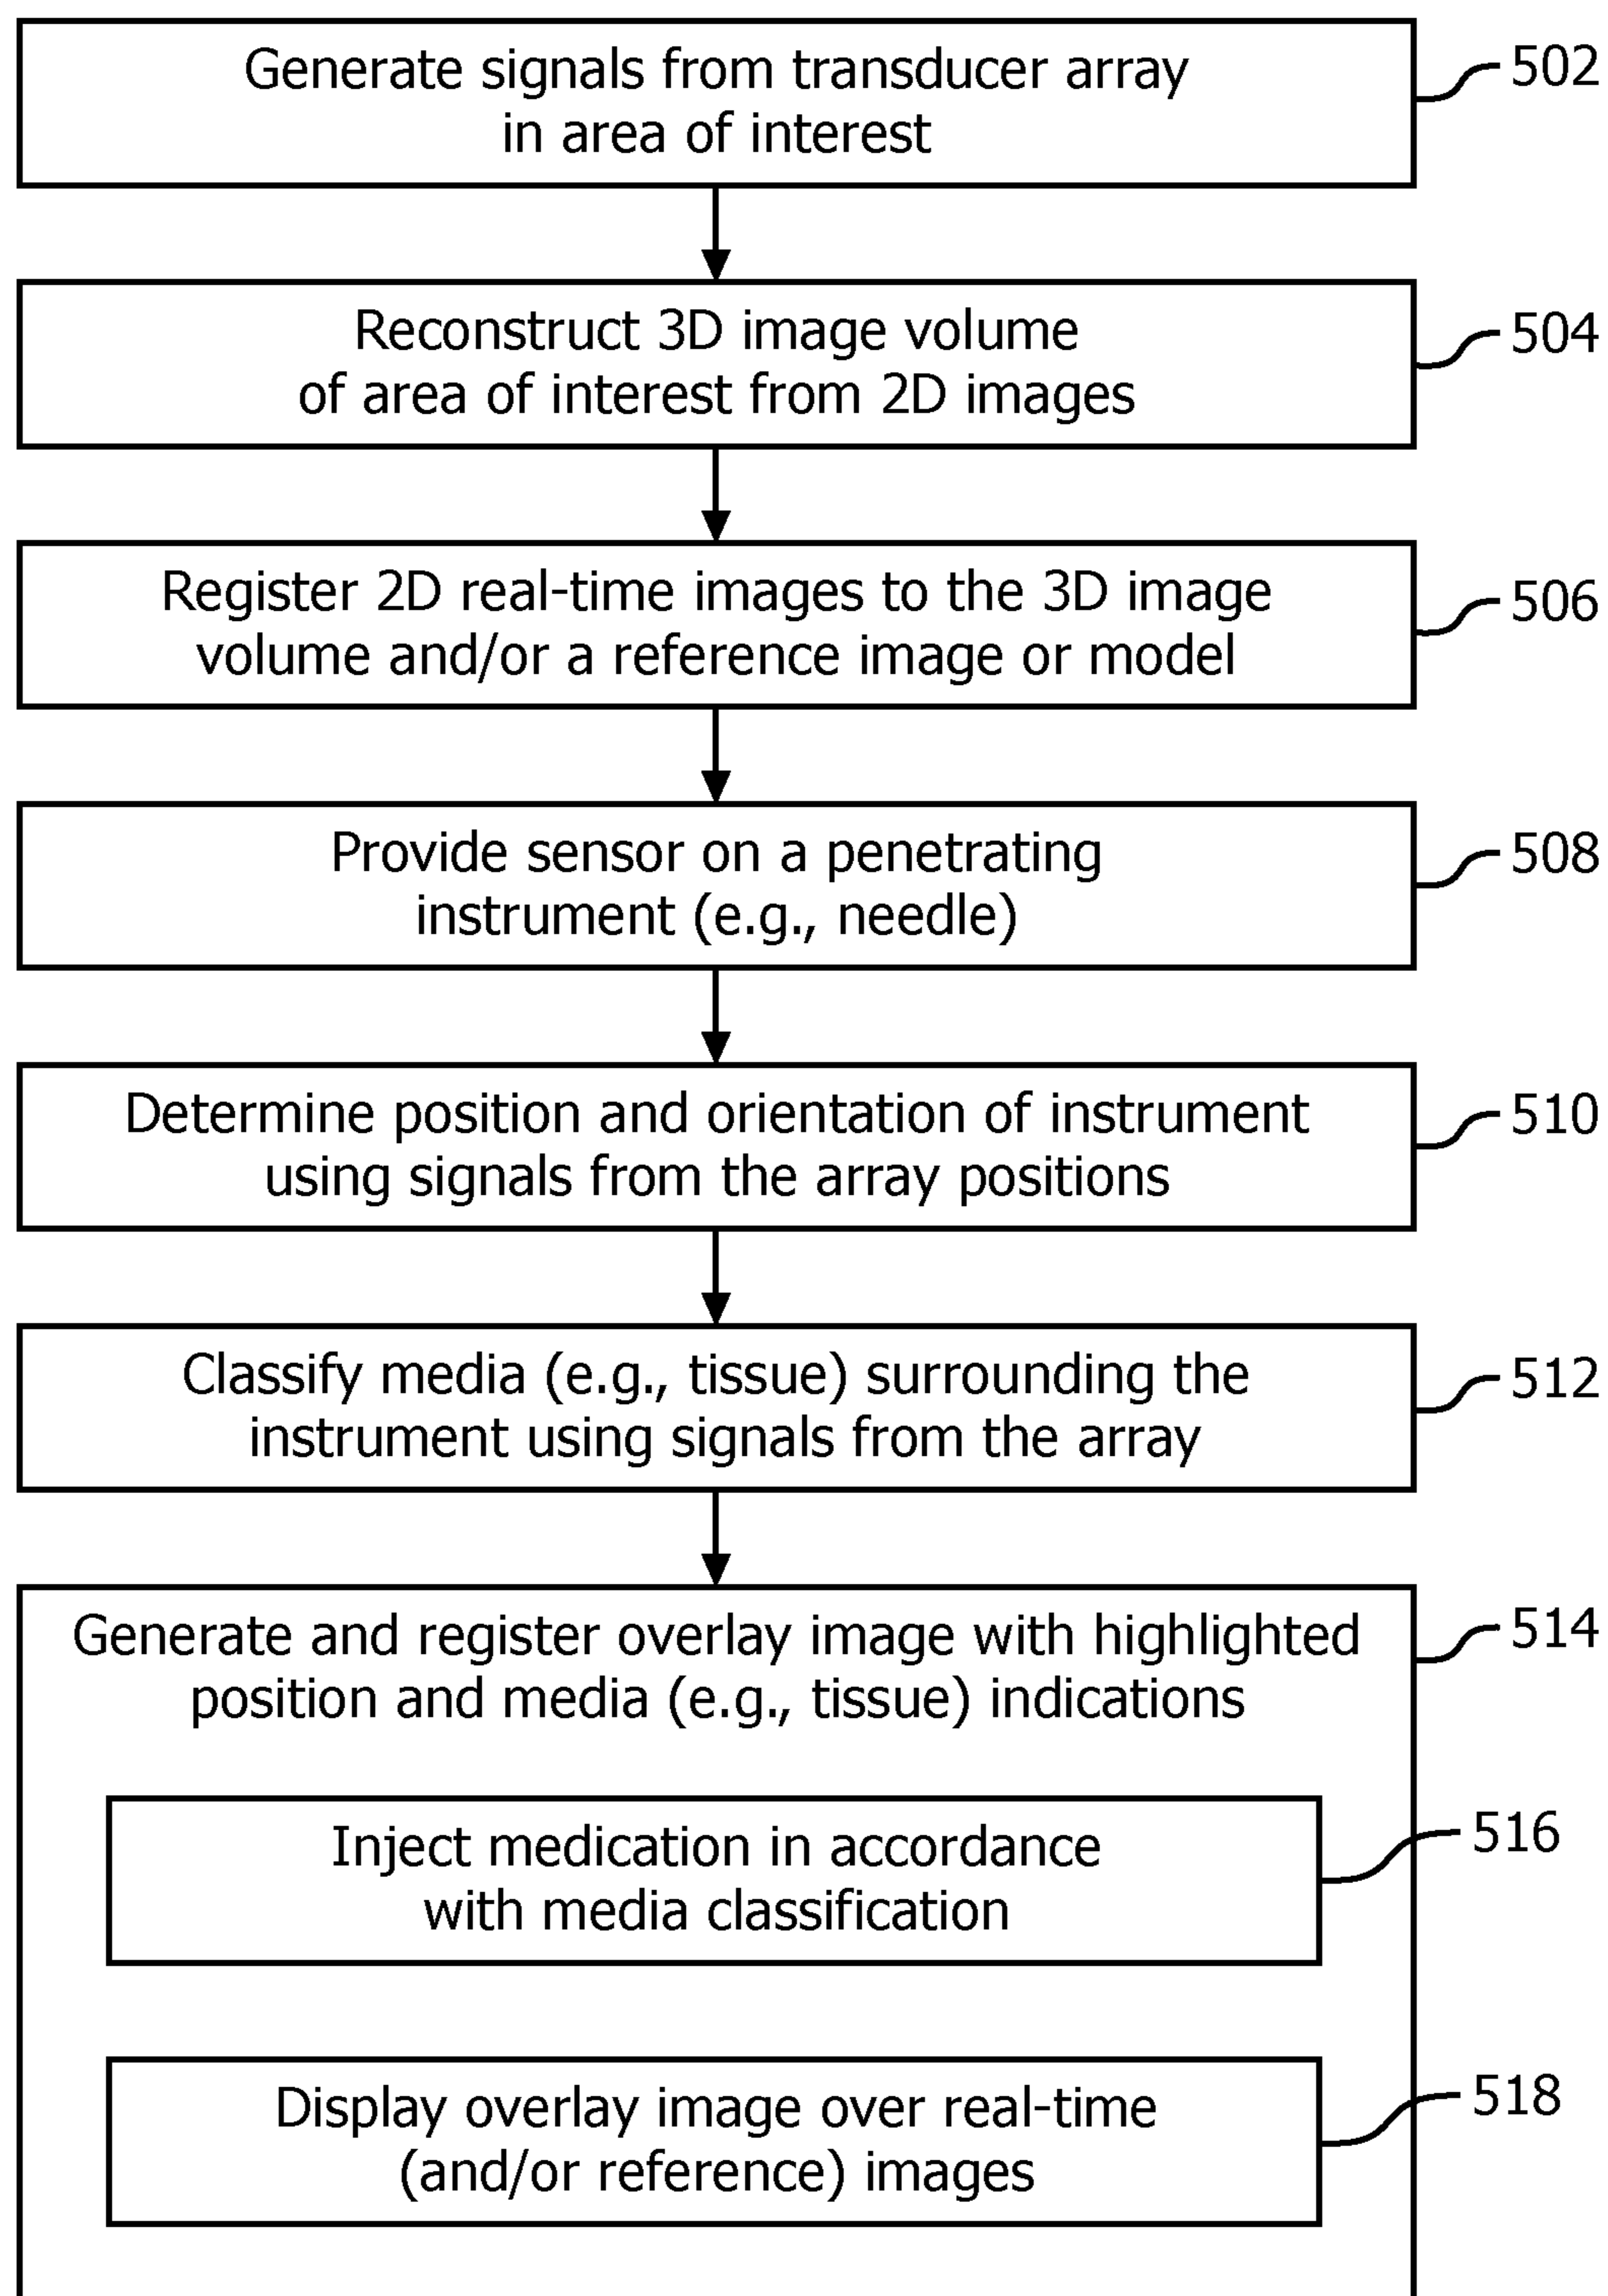 Generate signals from transducer array
in area of interest
502
Reconstruct 3D image volume
of area of interest from 2D images
504
Register 2D real-time images to the 3D image
volume and/or a reference image or model
506
Provide sensor on a penetrating
instrument (e.g., needle)
508
Determine position and orientation of instrument
using signals from the array positions
510
Classify media (e.g., tissue) surrounding the
instrument using signals from the array
512
Generate and register overlay image with highlighted
position and media (e.g., tissue) indications
514
Inject medication in accordance
with media classification
516
Display overlay image over real-time
(and/or reference) images
518